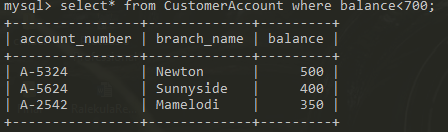 mysql> select* from CustomerAccount where balance<700;
+----------------+-------------+---------+
| account_number | branch_name | balance |
+----------------+-------------+---------+
| A-5324         | Newton      |     500 |
| A-5624         | Sunnyside   |     400 |
| A-2542         | Mamelodi    |     350 |
+----------------+-------------+---------+